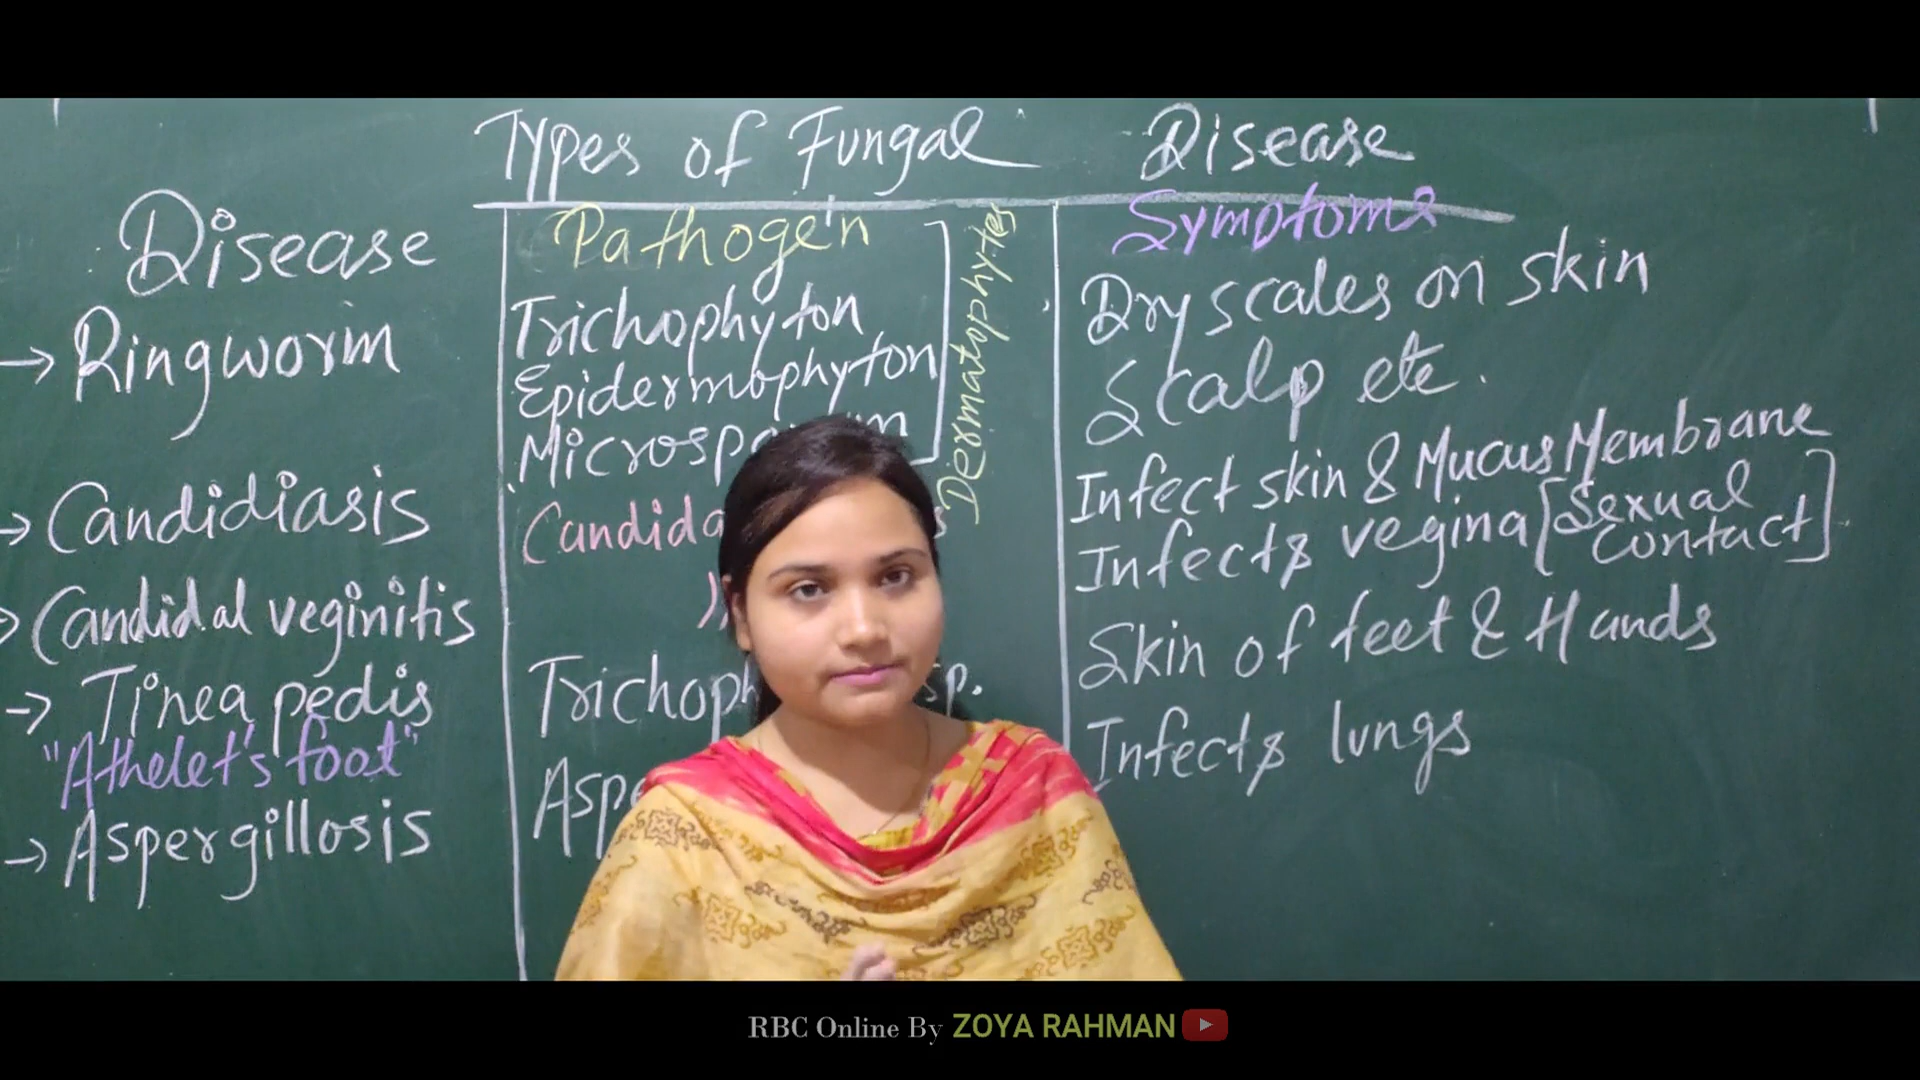 Types of Fungal Disease
Disease
Pathogen
Symptoms
→ Ringworm
Trichophyton
Epidermophyton
Dermatophytes
Dry scales on skin
Scalp etc.
→ Candidiasis
Candida
Infect skin & Mucus Membrane
→ Candidal veginitis
"
Infects vegina [Sexual
contact]
→ Tinea pedis
"Athelet's foot"
sp.
Skin of feet & Hands
→ Aspergillosis
Infects lungs
RBC Online By ZOYA RAHMAN